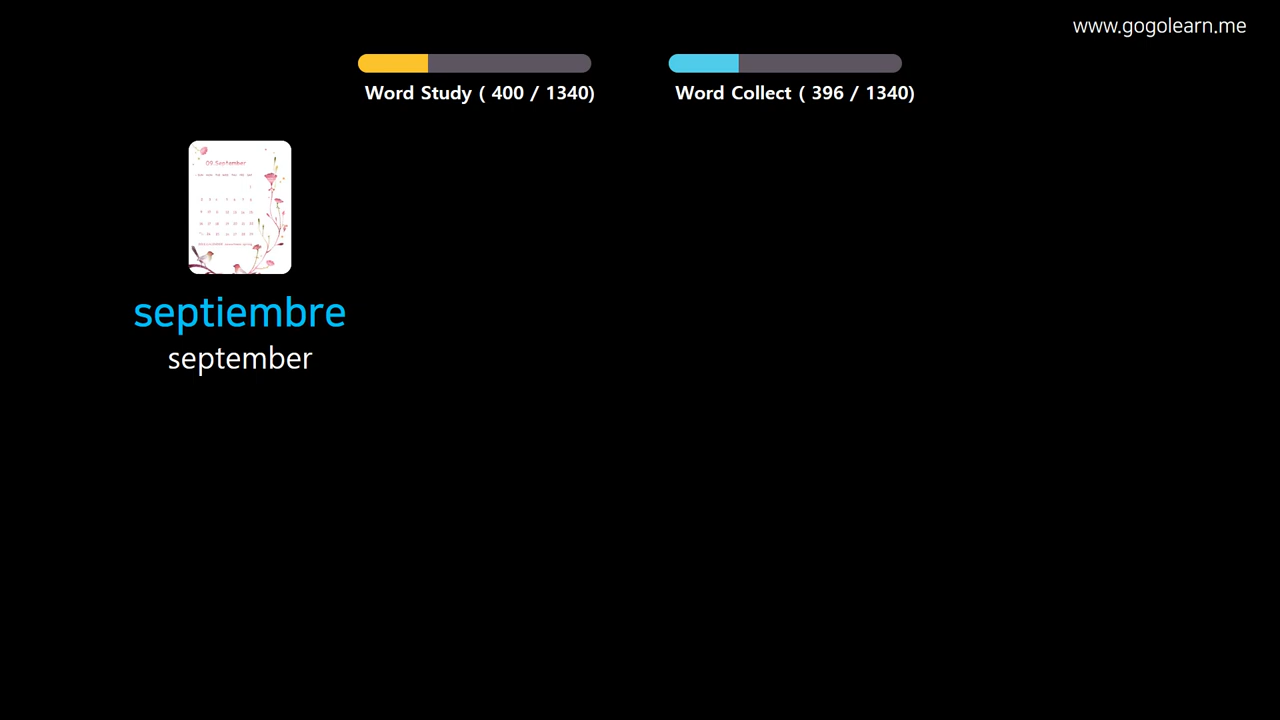 www.gogolearn.me
Word Study ( 400 / 1340)
Word Collect ( 396 / 1340)
09 September
septiembre
september